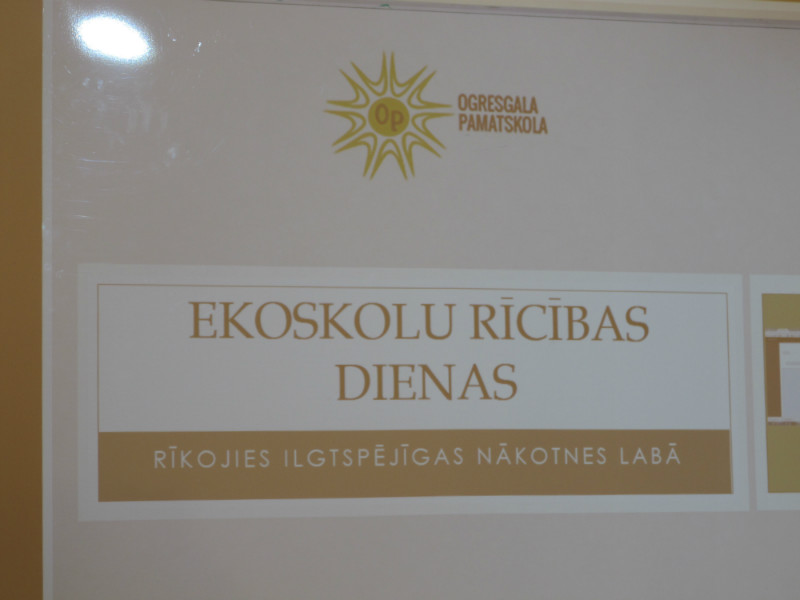 Op
OGRESGALA
PAMATSKOLA
EKOSKOLU RĪCĪBAS
DIENAS
RĪKOJIES ILGTSPĒJĪGAS NĀKOTNES LABĀ